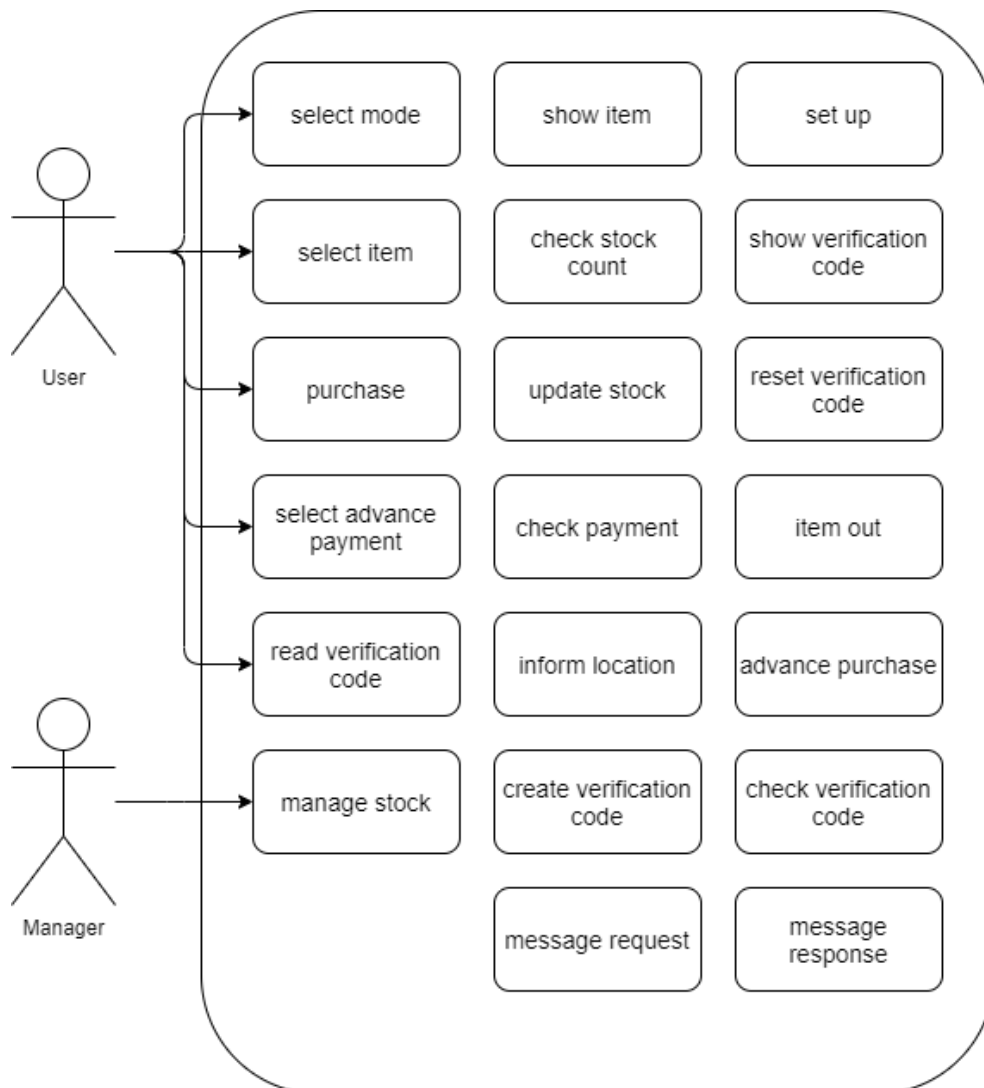 select mode
show item
set up
select item
check stock
count
show verification
code
User
purchase
update stock
reset verification
code
select advance
payment
check payment
item out
read verification
code
inform location
advance purchase
Manager
manage stock
create verification
code
check verification
code
message request
message
response